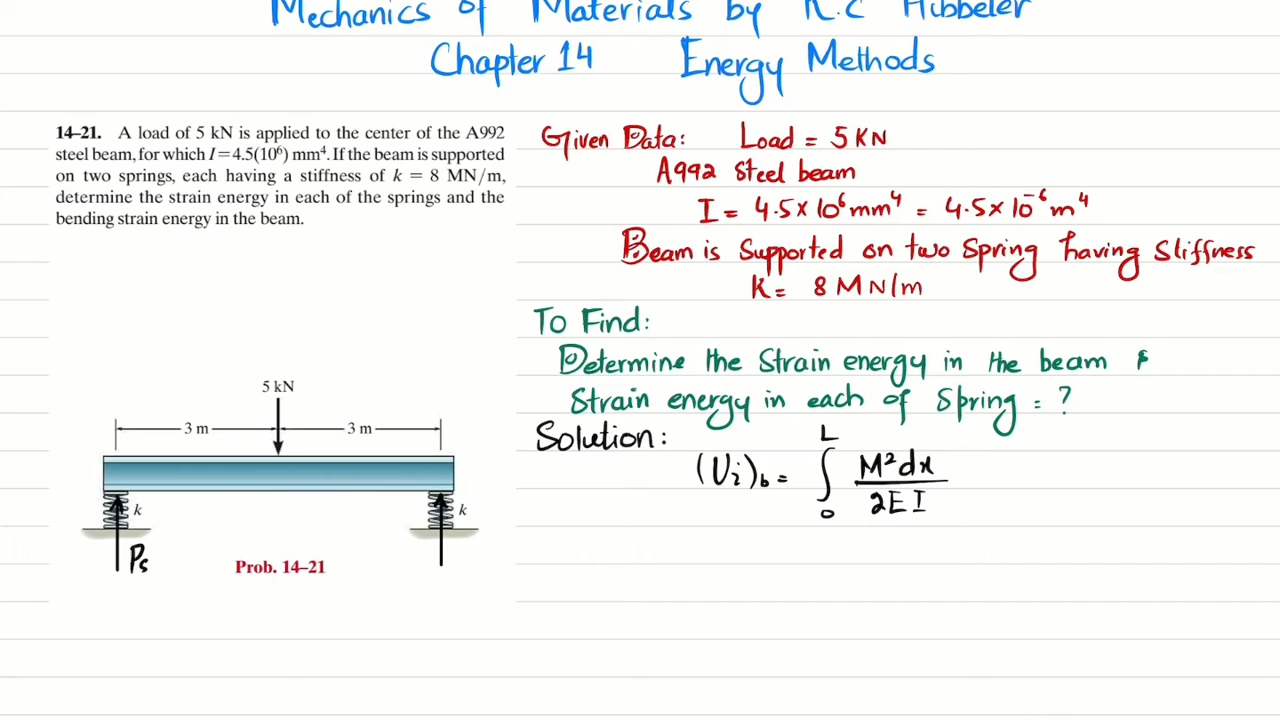 Mechanics of Materials by R.C Hibbeler
Chapter 14 Energy Methods
14–21. A load of 5 kN is applied to the center of the A992
steel beam, for which I = 4.5(10⁶) mm⁴. If the beam is supported
on two springs, each having a stiffness of k = 8 MN/m,
determine the strain energy in each of the springs and the
bending strain energy in the beam.
Given Data: Load = 5 KN
A992 Steel beam
I = 4.5 × 10⁶ mm⁴ = 4.5 × 10⁻⁶ m⁴
Beam is Supported on two Spring having Stiffness
K = 8 MN/m
To Find:
Determine the Strain energy in the beam &
Strain energy in each of Spring = ?
Solution:
(Ui)b = ∫₀ᴸ M²dx / 2EI
5 kN
3 m 3 m
k k
Ps
Prob. 14–21